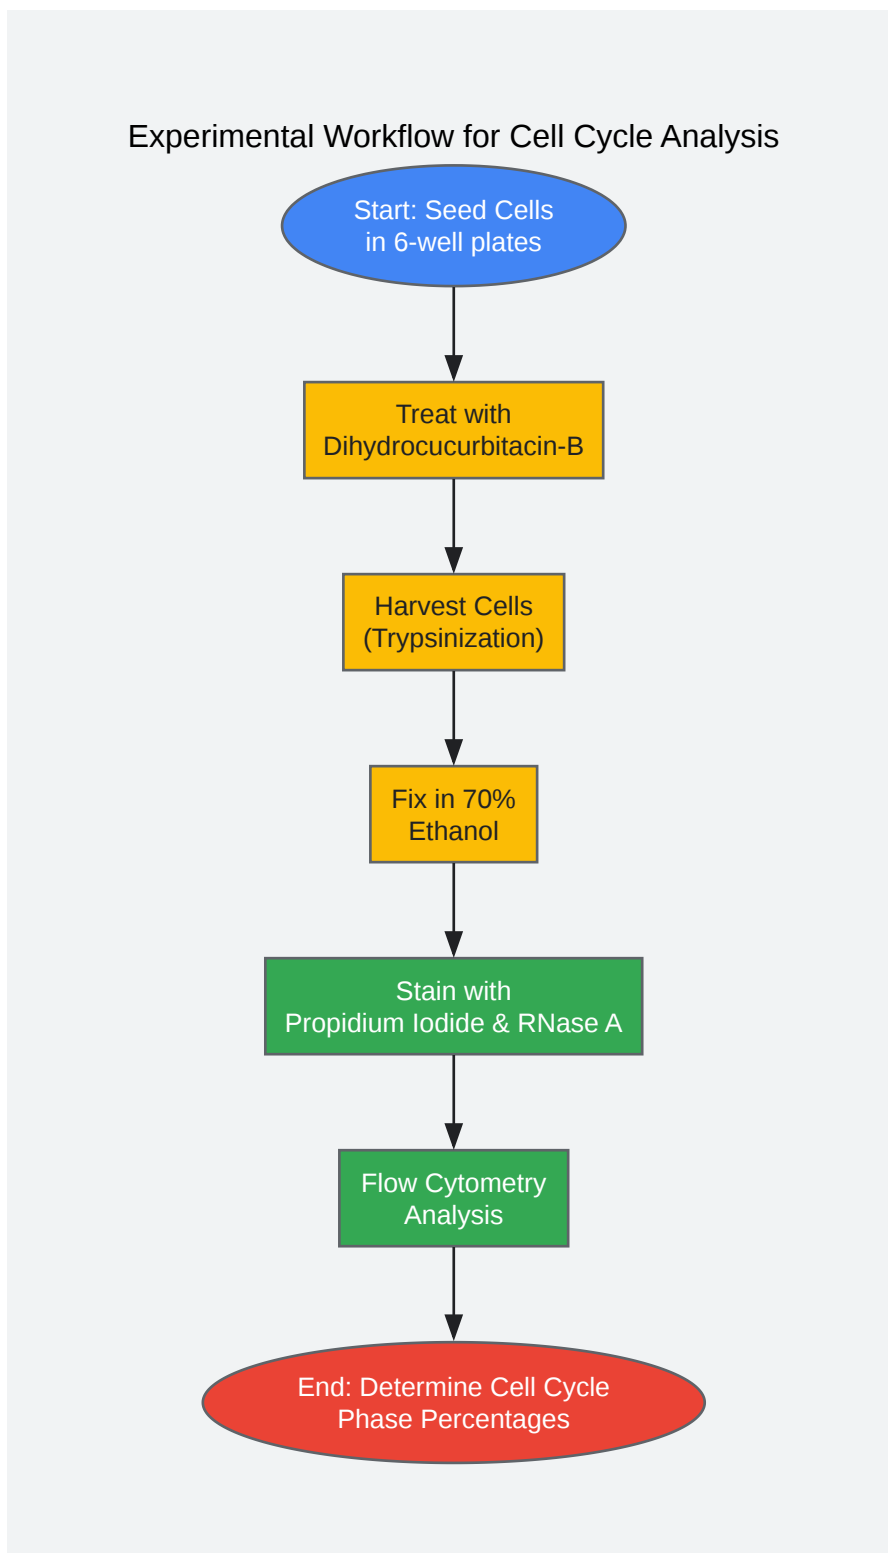 Experimental Workflow for Cell Cycle Analysis
Start: Seed Cells
in 6-well plates
Treat with
Dihydrocucurbitacin-B
Harvest Cells
(Trypsinization)
Fix in 70%
Ethanol
Stain with
Propidium Iodide & RNase A
Flow Cytometry
Analysis
End: Determine Cell Cycle
Phase Percentages